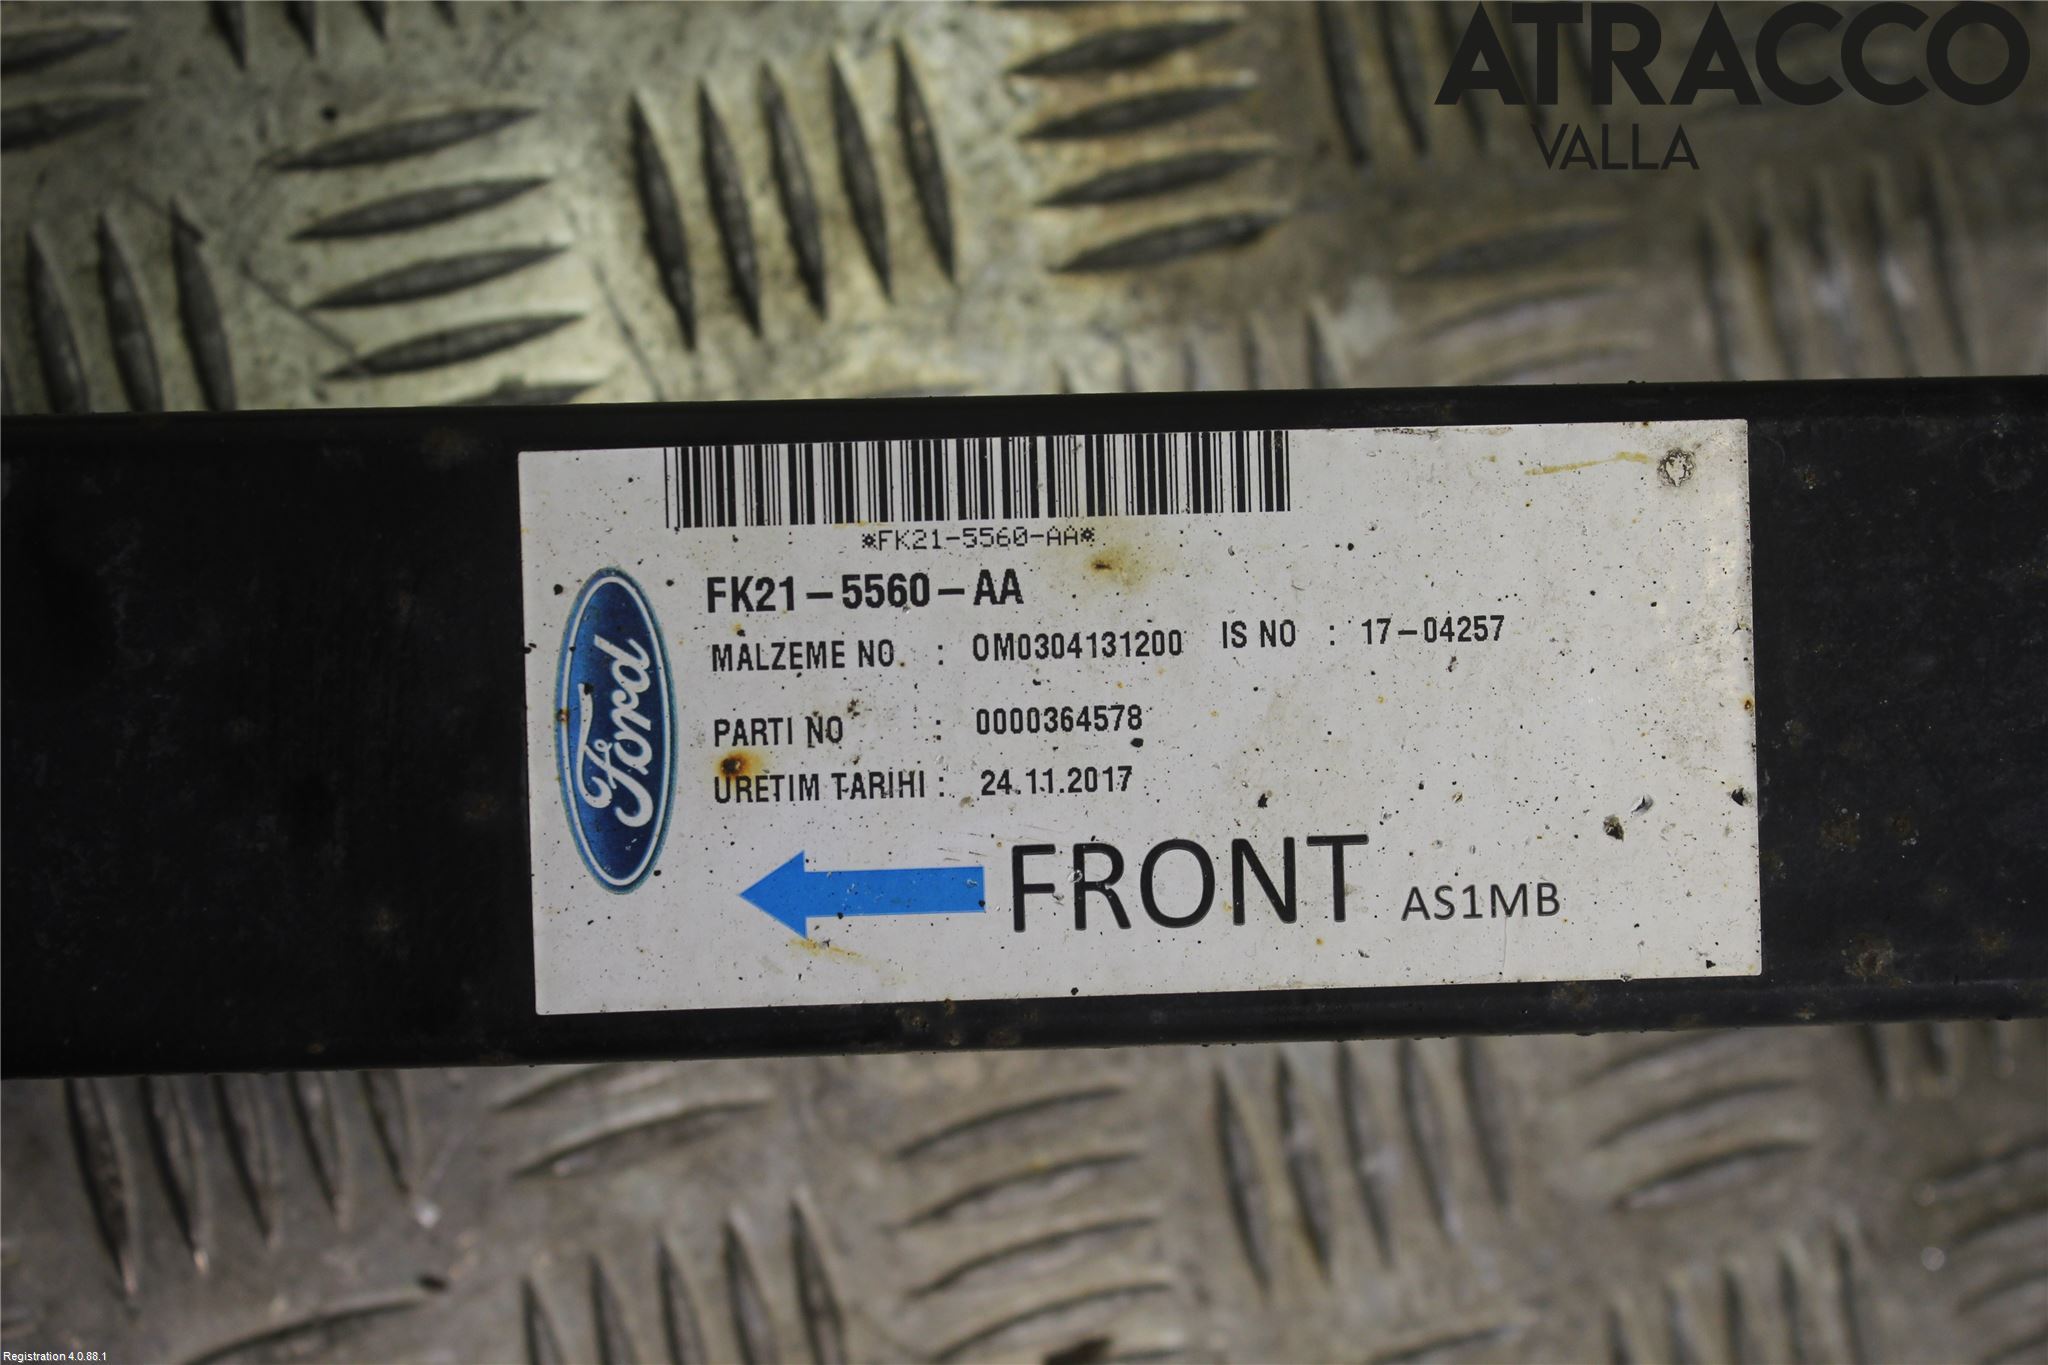 ATRACCO
VALLA
*FK21-5560-AA*
FK21-5560-AA
MALZEME NO : 0M0304131200 IS NO : 17-04257
PARTI NO : 0000364578
URETIM TARIHI : 24.11.2017
Ford
FRONT AS1MB
Registration 4.0.88.1